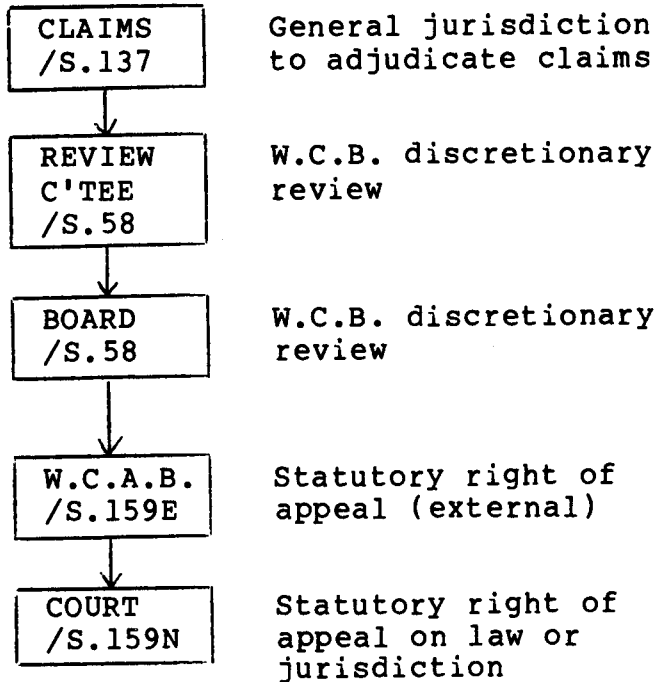 CLAIMS
/S.137
General jurisdiction
to adjudicate claims
REVIEW
C'TEE
/S.58
W.C.B. discretionary
review
BOARD
/S.58
W.C.B. discretionary
review
W.C.A.B.
/S.159E
Statutory right of
appeal (external)
COURT
/S.159N
Statutory right of
appeal on law or
jurisdiction